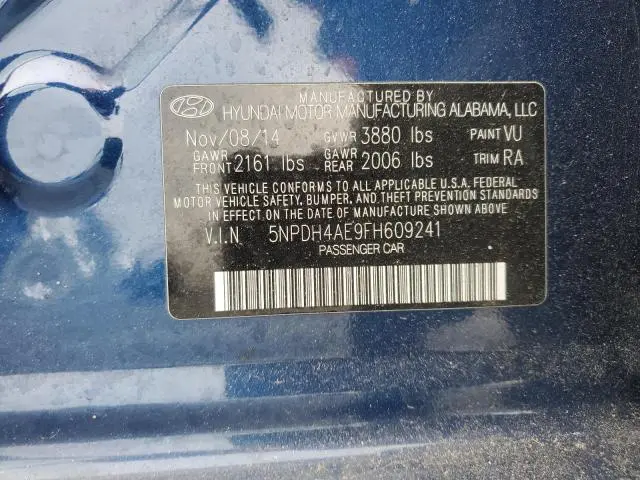 MANUFACTURED BY
HYUNDAI MOTOR MANUFACTURING ALABAMA, LLC
Nov/08/14 GVWR 3880 lbs PAINT VU
GAWR FRONT 2161 lbs GAWR REAR 2006 lbs TRIM RA
THIS VEHICLE CONFORMS TO ALL APPLICABLE U.S.A. FEDERAL
MOTOR VEHICLE SAFETY, BUMPER, AND THEFT PREVENTION
STANDARDS IN EFFECT ON THE DATE OF MANUFACTURE SHOWN ABOVE.
V.I.N 5NPDH4AE9FH609241
PASSENGER CAR